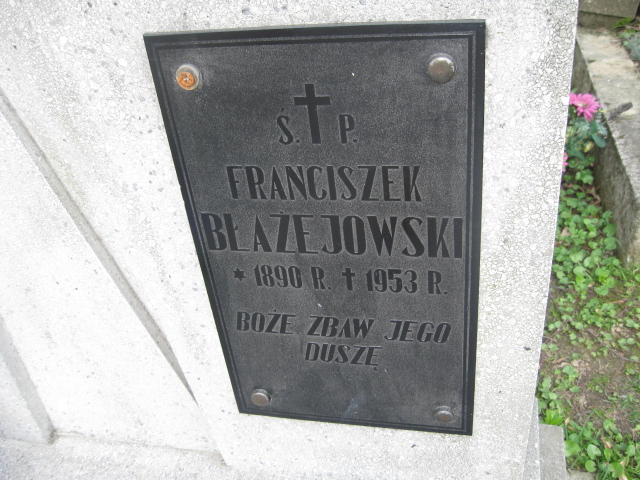 Ś. ✝ P.
FRANCISZEK
BŁAŻEJOWSKI
* 1890 R. ✝ 1953 R.
BOŻE ZBAW JEGO
DUSZĘ